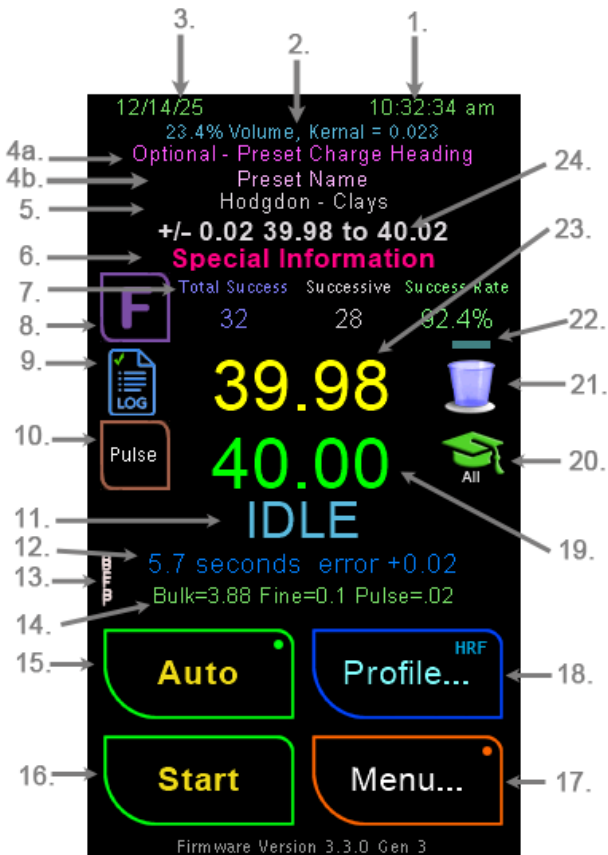 3.
2.
1.
12/14/25 10:32:34 am
23.4% Volume, Kernal = 0.023
4a. Optional - Preset Charge Heading
24.
4b. Preset Name
5. Hodgdon - Clays
+/- 0.02 39.98 to 40.02
23.
6. Special Information
7. Total Success Successive Success Rate
8. F 32 28 92.4%
22.
9. LOG 39.98 21.
10. Pulse 40.00 All 20.
11. IDLE 19.
12. 5.7 seconds error +0.02
13. B F P
14. Bulk=3.88 Fine=0.1 Pulse=.02
15. Auto Profile... HRF 18.
16. Start Menu... 17.
Firmware Version 3.3.0 Gen 3